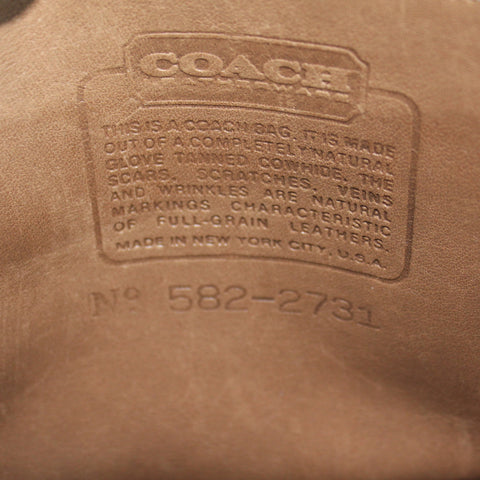 COACH
LEATHERWARE
THIS IS A COACH BAG. IT IS MADE
OUT OF A COMPLETELY NATURAL
GLOVE TANNED COWHIDE. THE
SCARS, SCRATCHES, VEINS
AND WRINKLES ARE NATURAL
MARKINGS CHARACTERISTIC
OF FULL-GRAIN LEATHERS.
MADE IN NEW YORK CITY, U.S.A.
No 582-2731